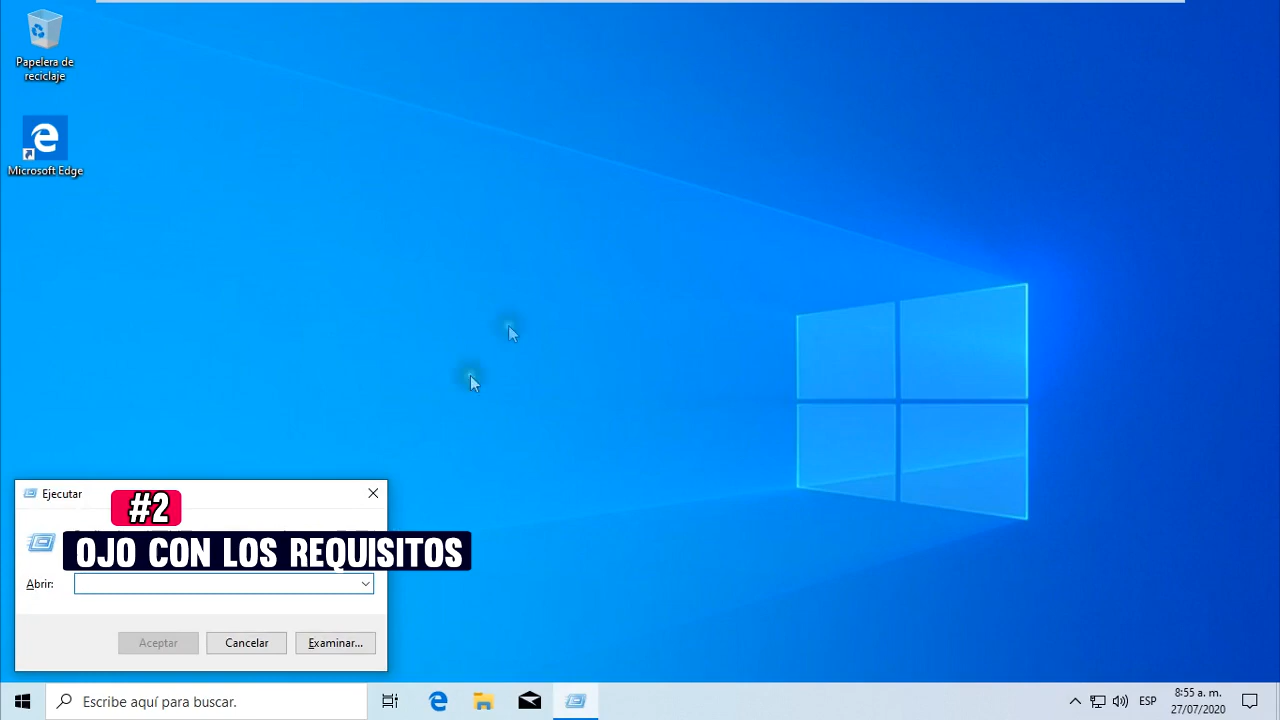 Papelera de
reciclaje
Microsoft Edge
Ejecutar
#2
OJO CON LOS REQUISITOS
Abrir:
Aceptar
Cancelar
Examinar...
Escribe aquí para buscar.
ESP
8:55 a. m.
27/07/2020